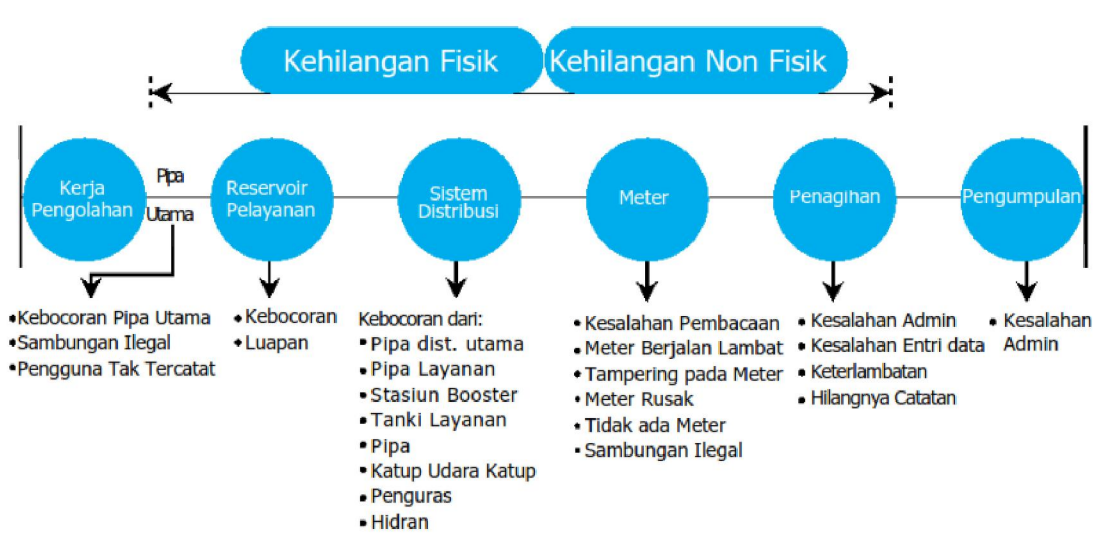 Kehilangan Fisik
Kehilangan Non Fisik
Kerja
Pengolahan
Pipa
Utama
Reservoir
Pelayanan
Sistem
Distribusi
Meter
Penagihan
Pengumpulan
•Kebocoran Pipa Utama
•Sambungan Ilegal
•Pengguna Tak Tercatat
•Kebocoran
•Luapan
Kebocoran dari:
•Pipa dist. utama
•Pipa Layanan
•Stasiun Booster
•Tanki Layanan
•Pipa
•Katup Udara Katup
•Penguras
•Hidran
•Kesalahan Pembacaan
•Meter Berjalan Lambat
•Tampering pada Meter
•Meter Rusak
•Tidak ada Meter
•Sambungan Ilegal
•Kesalahan Admin
•Kesalahan Entri data
•Keterlambatan
•Hilangnya Catatan
•Kesalahan
Admin